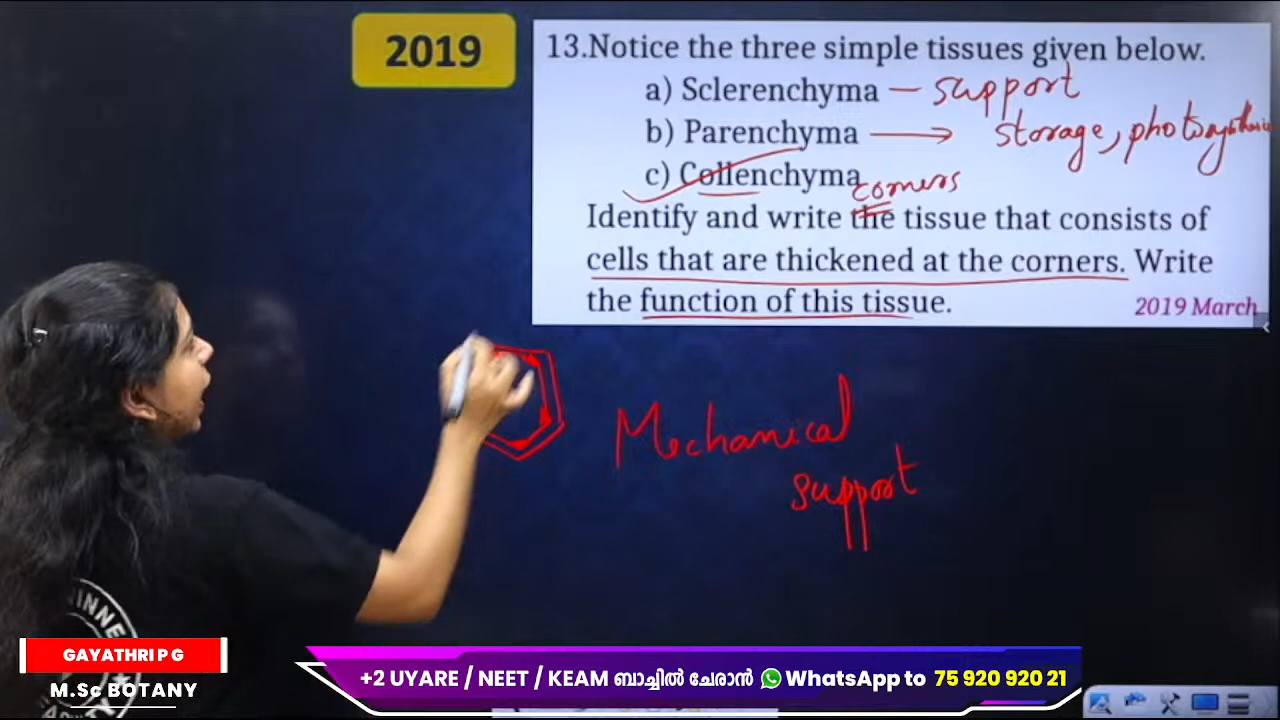 2019
13.Notice the three simple tissues given below.
a) Sclerenchyma – support
b) Parenchyma → storage, photosynthesis
c) Collenchyma
corners
Identify and write the tissue that consists of
cells that are thickened at the corners. Write
the function of this tissue.
2019 March
Mechanical
support
INNE
GAYATHRI P G
M.Sc BOTANY
+2 UYARE / NEET / KEAM ബാച്ചിൽ ചേരാൻ WhatsApp to 75 920 920 21